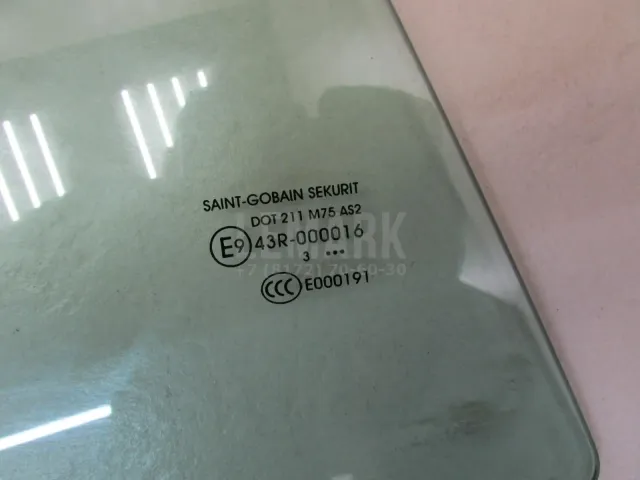 SAINT-GOBAIN SEKURIT
DOT 211 M75 AS2
E9 43R-000016
3 •••
CCC E000191